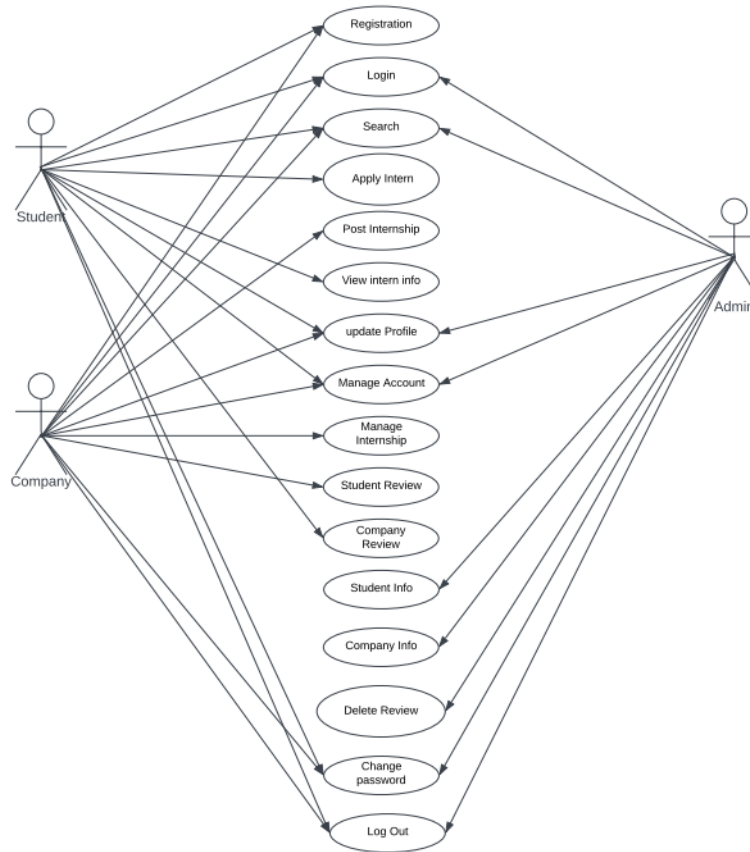 Registration
Login
Search
Apply Intern
Student
Post Internship
View intern info
Admin
update Profile
Manage Account
Manage
Internship
Company
Student Review
Company
Review
Student Info
Company Info
Delete Review
Change
password
Log Out